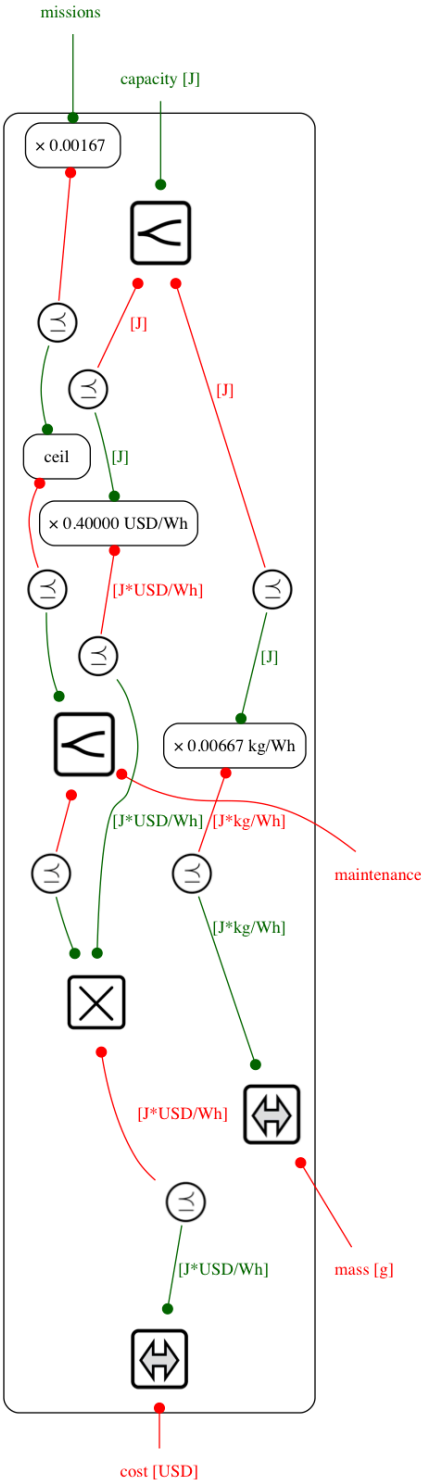 missions
capacity [J]
× 0.00167
[J]
[J]
ceil
[J]
× 0.40000 USD/Wh
[J*USD/Wh]
[J]
× 0.00667 kg/Wh
[J*USD/Wh]
[J*kg/Wh]
maintenance
[J*kg/Wh]
[J*USD/Wh]
[J*USD/Wh]
mass [g]
cost [USD]